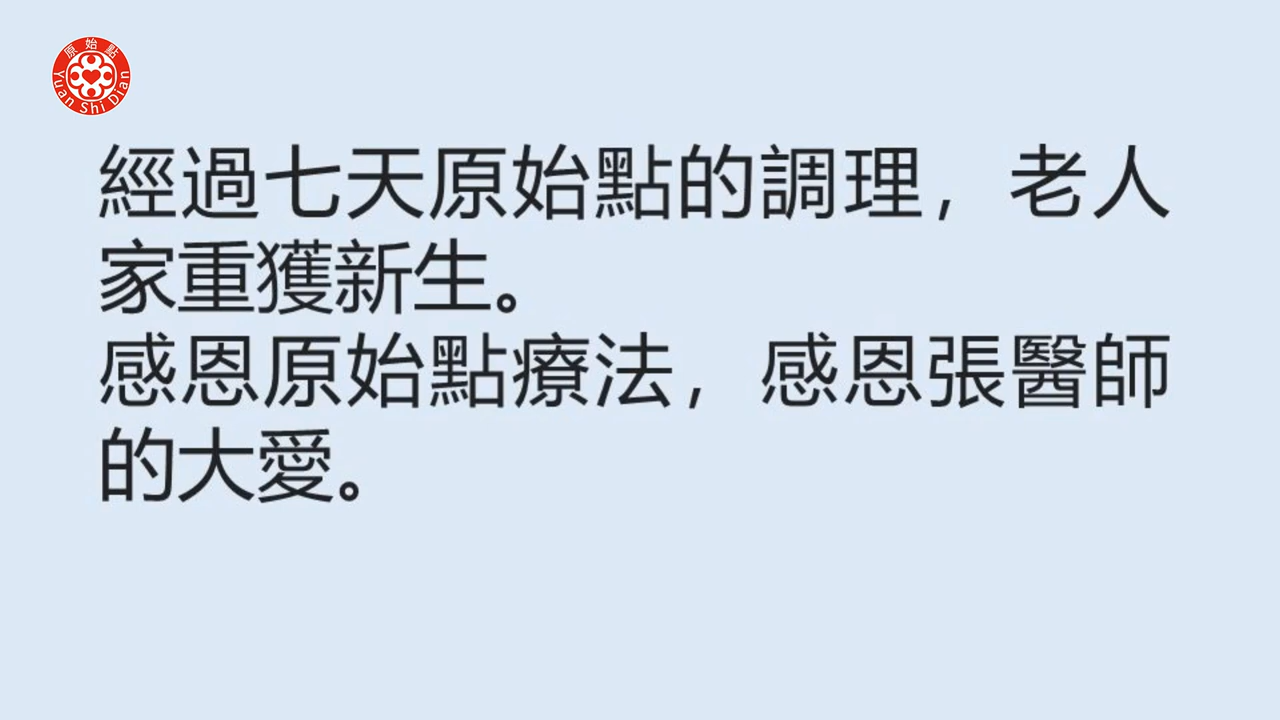 原始點
Yuan Shi Dian
經過七天原始點的調理，老人
家重獲新生。
感恩原始點療法，感恩張醫師
的大愛。